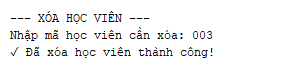 --- XÓA HỌC VIÊN ---
Nhập mã học viên cần xóa: 003
✓ Đã xóa học viên thành công!